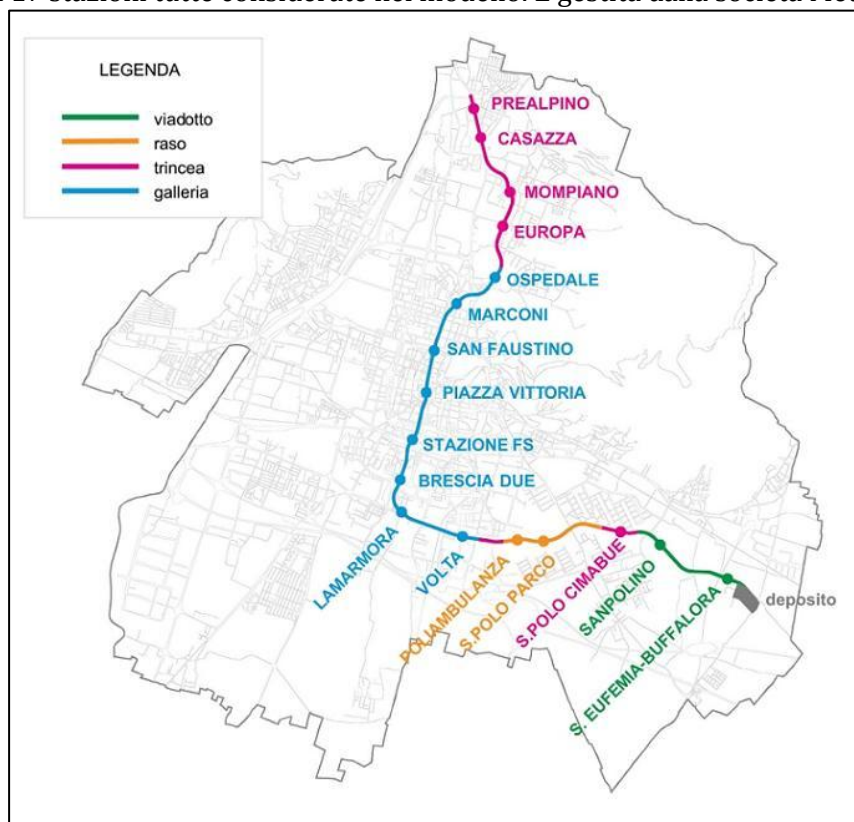 LEGENDA
viadotto
raso
trincea
galleria
PREALPINO
CASAZZA
MOMPIANO
EUROPA
OSPEDALE
MARCONI
SAN FAUSTINO
PIAZZA VITTORIA
STAZIONE FS
BRESCIA DUE
LAMARMORA
VOLTA
POLIAMBULANZA
S.POLO PARCO
S.POLO CIMABUE
SANPOLINO
S. EUFEMIA-BUFFALORA
deposito